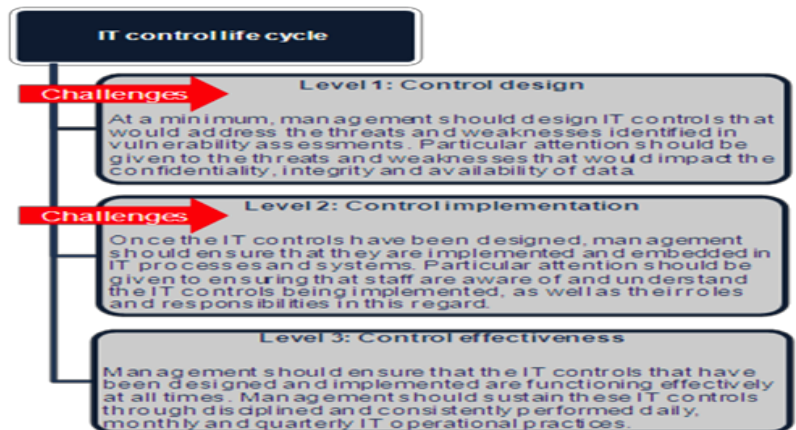 IT control life cycle
Level 1: Control design
Challenges
At a minimum, management should design IT controls that
would address the threats and weaknesses identified in
vulnerability assessments. Particular attention should be
given to the threats and weaknesses that would impact the
confidentiality, integrity and availability of data
Level 2: Control implementation
Challenges
Once the IT controls have been designed, management
should ensure that they are implemented and embedded in
IT processes and systems. Particular attention should be
given to ensuring that staff are aware of and understand
the IT controls being implemented, as well as their roles
and responsibilities in this regard.
Level 3: Control effectiveness
Management should ensure that the IT controls that have
been designed and implemented are functioning effectively
at all times. Management should sustain these IT controls
through disciplined and consistently performed daily,
monthly and quarterly IT operational practices.